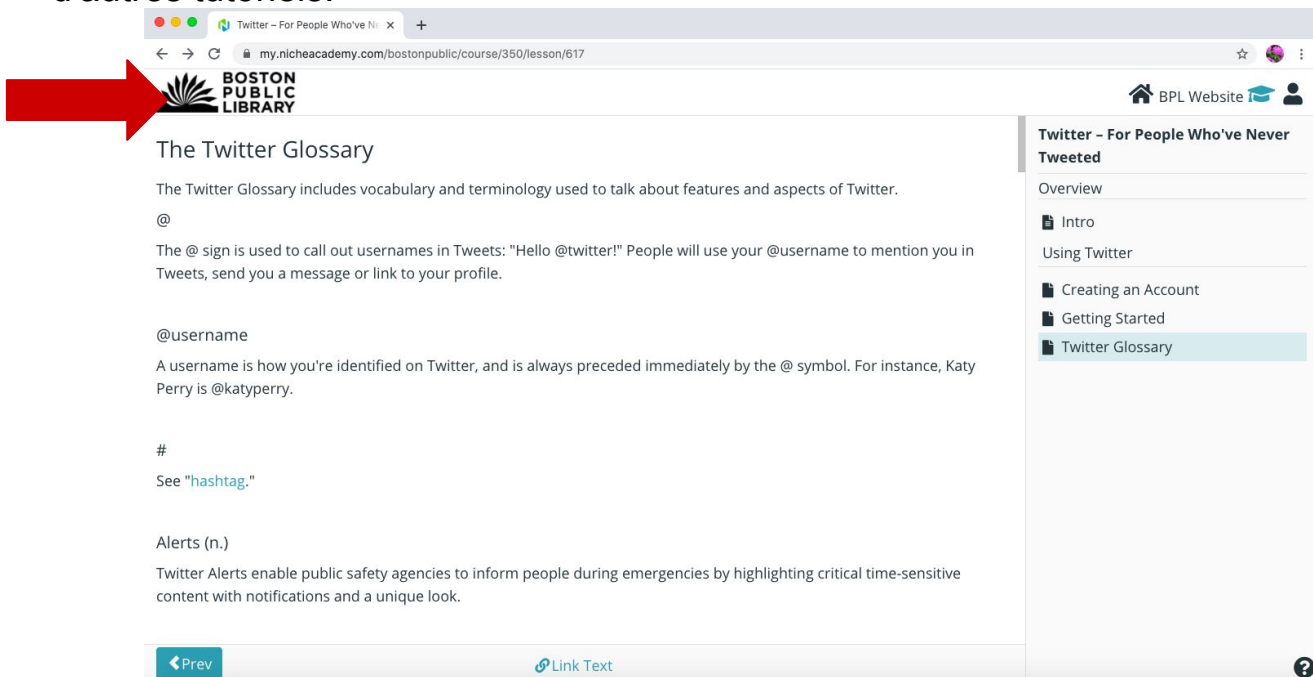 d'autres tutoriels.
Twitter – For People Who've Ne
my.nicheacademy.com/bostonpublic/course/350/lesson/617
BOSTON
PUBLIC
LIBRARY
BPL Website
The Twitter Glossary
The Twitter Glossary includes vocabulary and terminology used to talk about features and aspects of Twitter.
@
The @ sign is used to call out usernames in Tweets: "Hello @twitter!" People will use your @username to mention you in
Tweets, send you a message or link to your profile.
@username
A username is how you're identified on Twitter, and is always preceded immediately by the @ symbol. For instance, Katy
Perry is @katyperry.
#
See "hashtag."
Alerts (n.)
Twitter Alerts enable public safety agencies to inform people during emergencies by highlighting critical time-sensitive
content with notifications and a unique look.
Prev
Link Text
Twitter – For People Who've Never
Tweeted
Overview
Intro
Using Twitter
Creating an Account
Getting Started
Twitter Glossary